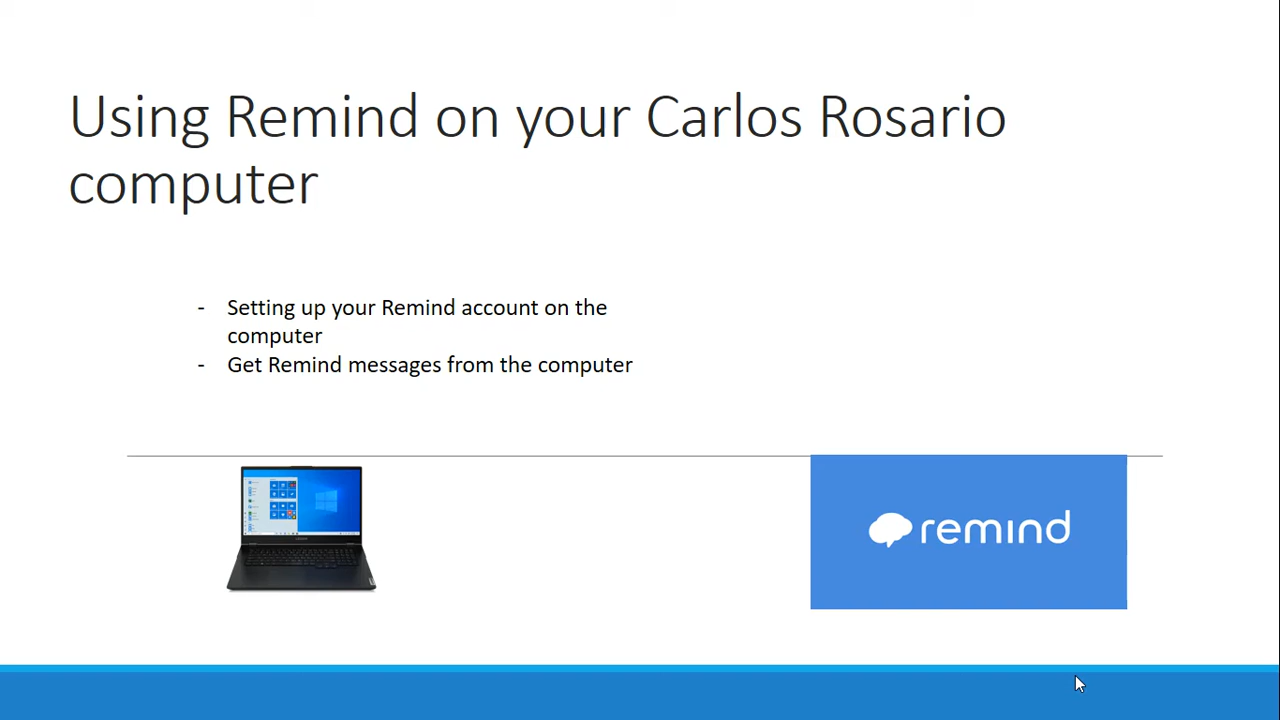 Using Remind on your Carlos Rosario
computer
- Setting up your Remind account on the
computer
- Get Remind messages from the computer
remind